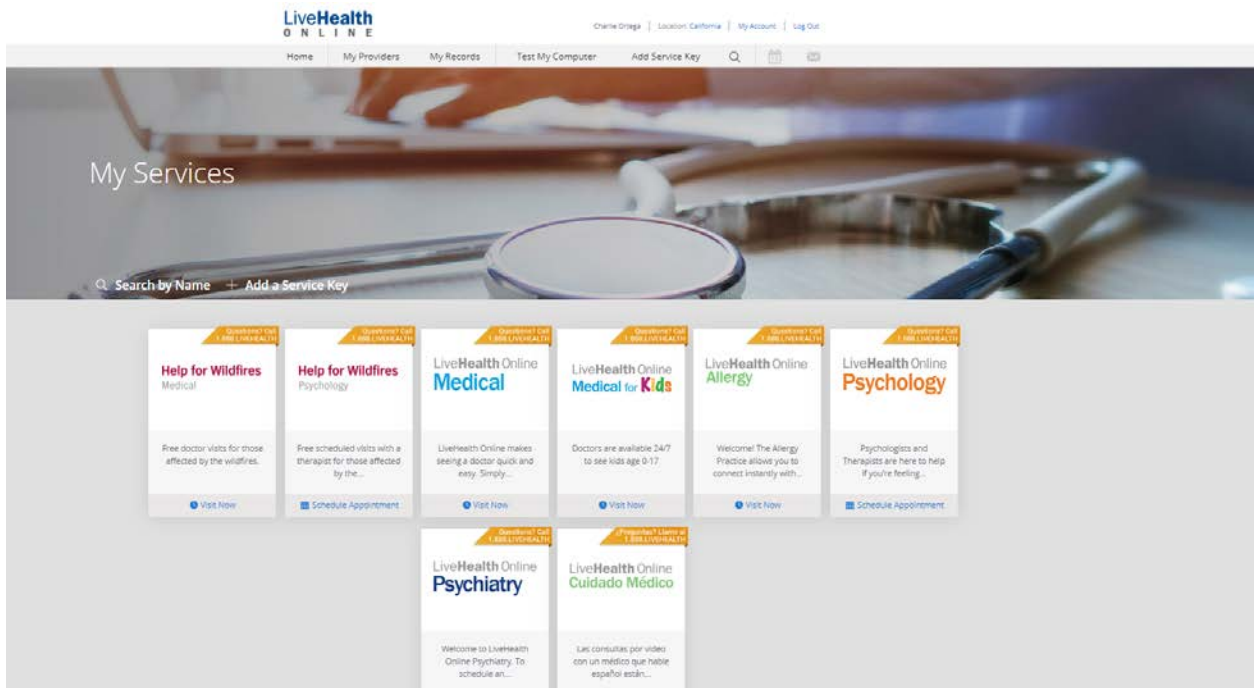 LiveHealth
ONLINE
Charlie Ortega | Location: California | My Account | Log Out
Home My Providers My Records Test My Computer Add Service Key
My Services
Search by Name + Add a Service Key
Questions? Call
1.888.LIVEHEALTH
Help for Wildfires
Medical
Free doctor visits for those
affected by the wildfires.
Visit Now
Questions? Call
1.888.LIVEHEALTH
Help for Wildfires
Psychology
Free scheduled visits with a
therapist for those affected
by the...
Schedule Appointment
Questions? Call
1.888.LIVEHEALTH
LiveHealth Online
Medical
LiveHealth Online makes
seeing a doctor quick and
easy. Simply...
Visit Now
Questions? Call
1.888.LIVEHEALTH
LiveHealth Online
Medical for Kids
Doctors are available 24/7
to see kids age 0-17
Visit Now
Questions? Call
1.888.LIVEHEALTH
LiveHealth Online
Allergy
Welcome! The Allergy
Practice allows you to
connect instantly with...
Visit Now
Questions? Call
1.888.LIVEHEALTH
LiveHealth Online
Psychology
Psychologists and
Therapists are here to help
if you're feeling...
Schedule Appointment
Questions? Call
1.888.LIVEHEALTH
LiveHealth Online
Psychiatry
Welcome to LiveHealth
Online Psychiatry. To
schedule an...
¿Preguntas? Llame al
1.888.LIVEHEALTH
LiveHealth Online
Cuidado Médico
Las consultas por video
con un médico que hable
español están...